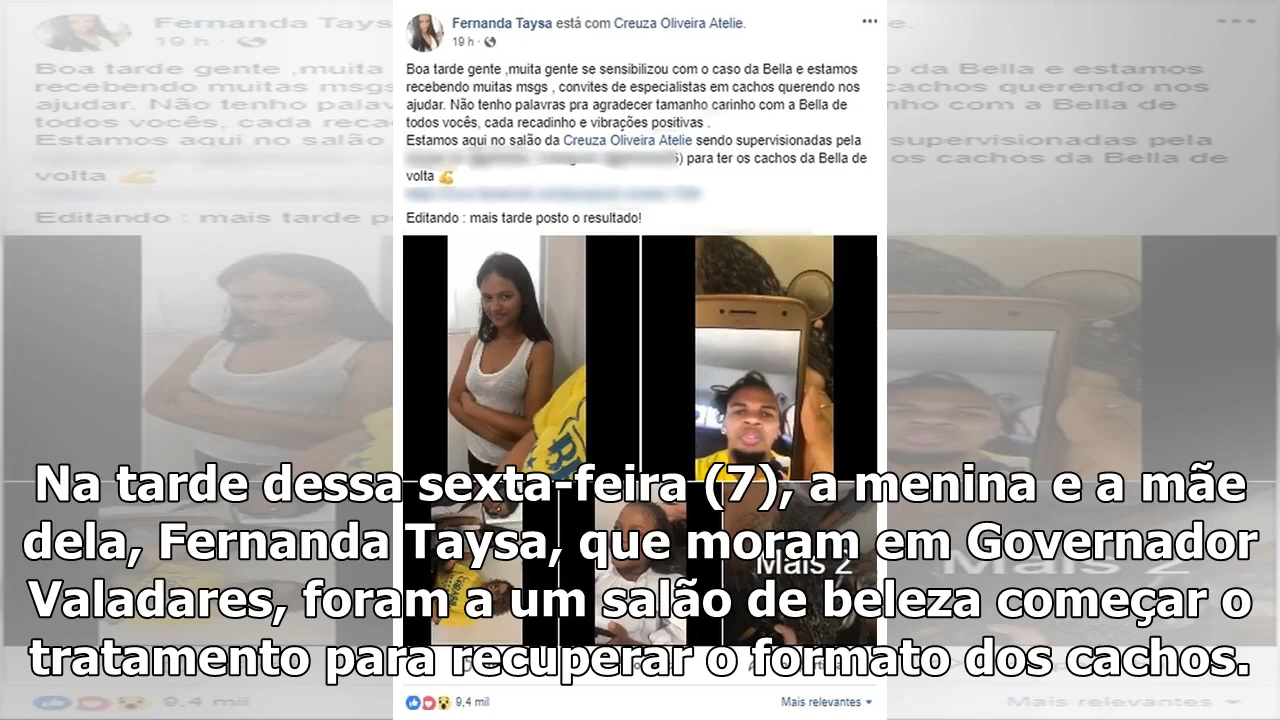 Fernanda Taysa está com Creuza Oliveira Atelie.
19 h
Boa tarde gente ,muita gente se sensibilizou com o caso da Bella e estamos
recebendo muitas msgs , convites de especialistas em cachos querendo nos
ajudar. Não tenho palavras pra agradecer tamanho carinho com a Bella de
todos vocês, cada recadinho e vibrações positivas .
Estamos aqui no salão da Creuza Oliveira Atelie sendo supervisionadas pela
) para ter os cachos da Bella de
volta 💪
Editando : mais tarde posto o resultado!
Mais 2
Na tarde dessa sexta-feira (7), a menina e a mãe
dela, Fernanda Taysa, que moram em Governador
Valadares, foram a um salão de beleza começar o
tratamento para recuperar o formato dos cachos.
9,4 mil
Mais relevantes